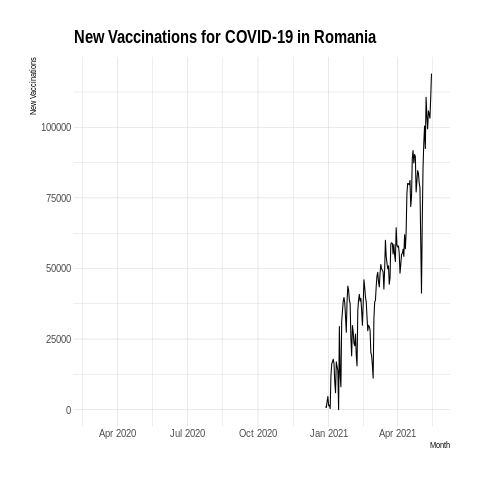 New Vaccinations for COVID-19 in Romania
New Vaccinations
100000
75000
50000
25000
0
Apr 2020 Jul 2020 Oct 2020 Jan 2021 Apr 2021
Month